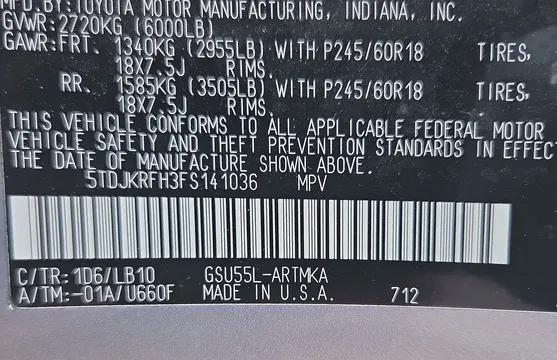 MFD.BY:TOYOTA MOTOR MANUFACTURING, INDIANA, INC.
GVWR: 2720KG (6000LB)
GAWR:FRT. 1340KG (2955LB) WITH P245/60R18 TIRES,
18X7.5J RIMS.
RR. 1585KG (3505LB) WITH P245/60R18 TIRES,
18X7.5J RIMS.
THIS VEHICLE CONFORMS TO ALL APPLICABLE FEDERAL MOTOR
VEHICLE SAFETY AND THEFT PREVENTION STANDARDS IN EFFECT
THE DATE OF MANUFACTURE SHOWN ABOVE.
5TDJKRFH3FS141036 MPV
C/TR: 1D6/LB10 GSU55L-ARTMKA
A/TM:-01A/U660F MADE IN U.S.A. 712